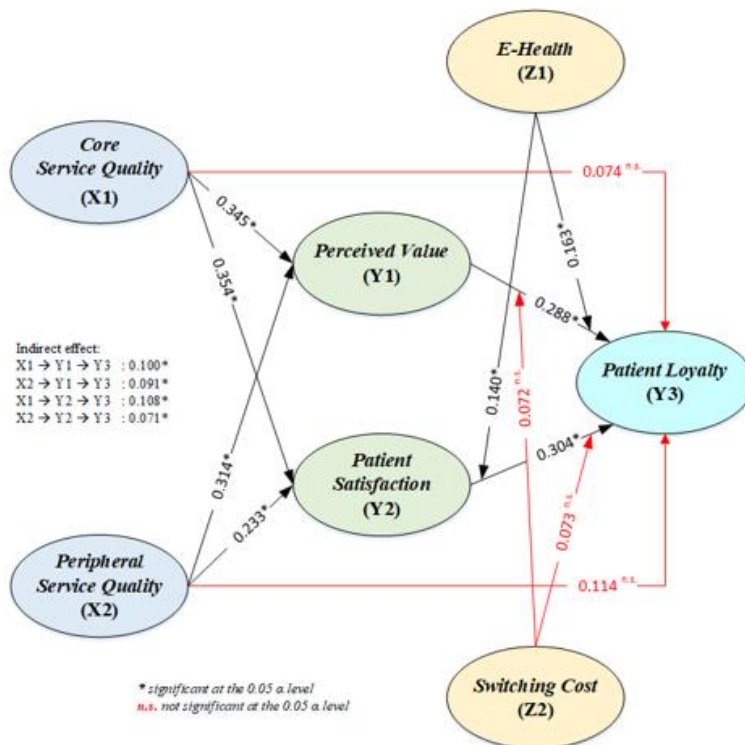 E-Health
(Z1)
Core
Service Quality
(X1)
0.074 n.s.
0.345*
0.163*
0.354*
Perceived Value
(Y1)
0.288*
Indirect effect:
X1 → Y1 → Y3 : 0.100*
X2 → Y1 → Y3 : 0.091*
X1 → Y2 → Y3 : 0.108*
X2 → Y2 → Y3 : 0.071*
Patient Loyalty
(Y3)
0.072 n.s.
0.140*
0.304*
0.314*
Patient
Satisfaction
(Y2)
0.233*
0.073 n.s.
Peripheral
Service Quality
(X2)
0.114 n.s.
Switching Cost
(Z2)
* significant at the 0.05 α level
n.s. not significant at the 0.05 α level